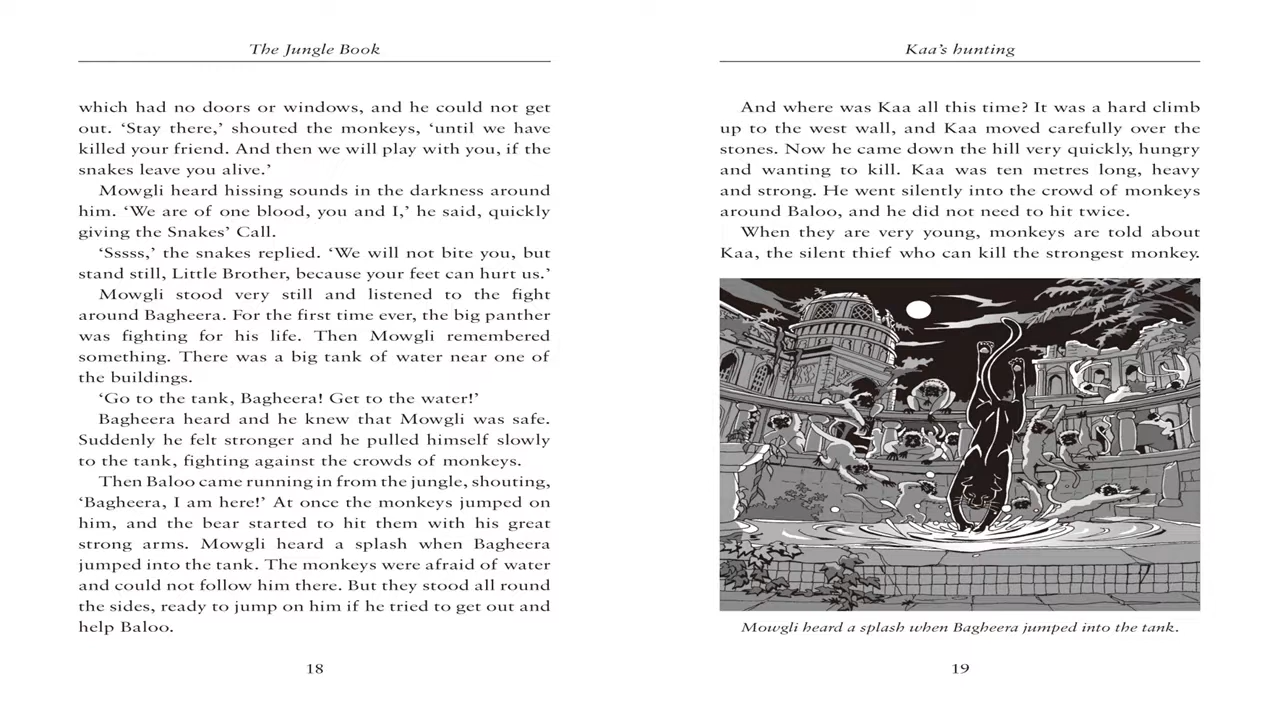 The Jungle Book
which had no doors or windows, and he could not get
out. ‘Stay there,’ shouted the monkeys, ‘until we have
killed your friend. And then we will play with you, if the
snakes leave you alive.’
Mowgli heard hissing sounds in the darkness around
him. ‘We are of one blood, you and I,’ he said, quickly
giving the Snakes’ Call.
‘Sssss,’ the snakes replied. ‘We will not bite you, but
stand still, Little Brother, because your feet can hurt us.’
Mowgli stood very still and listened to the fight
around Bagheera. For the first time ever, the big panther
was fighting for his life. Then Mowgli remembered
something. There was a big tank of water near one of
the buildings.
‘Go to the tank, Bagheera! Get to the water!’
Bagheera heard and he knew that Mowgli was safe.
Suddenly he felt stronger and he pulled himself slowly
to the tank, fighting against the crowds of monkeys.
Then Baloo came running in from the jungle, shouting,
‘Bagheera, I am here!’ At once the monkeys jumped on
him, and the bear started to hit them with his great
strong arms. Mowgli heard a splash when Bagheera
jumped into the tank. The monkeys were afraid of water
and could not follow him there. But they stood all round
the sides, ready to jump on him if he tried to get out and
help Baloo.
18
Kaa’s hunting
And where was Kaa all this time? It was a hard climb
up to the west wall, and Kaa moved carefully over the
stones. Now he came down the hill very quickly, hungry
and wanting to kill. Kaa was ten metres long, heavy
and strong. He went silently into the crowd of monkeys
around Baloo, and he did not need to hit twice.
When they are very young, monkeys are told about
Kaa, the silent thief who can kill the strongest monkey.
Mowgli heard a splash when Bagheera jumped into the tank.
19